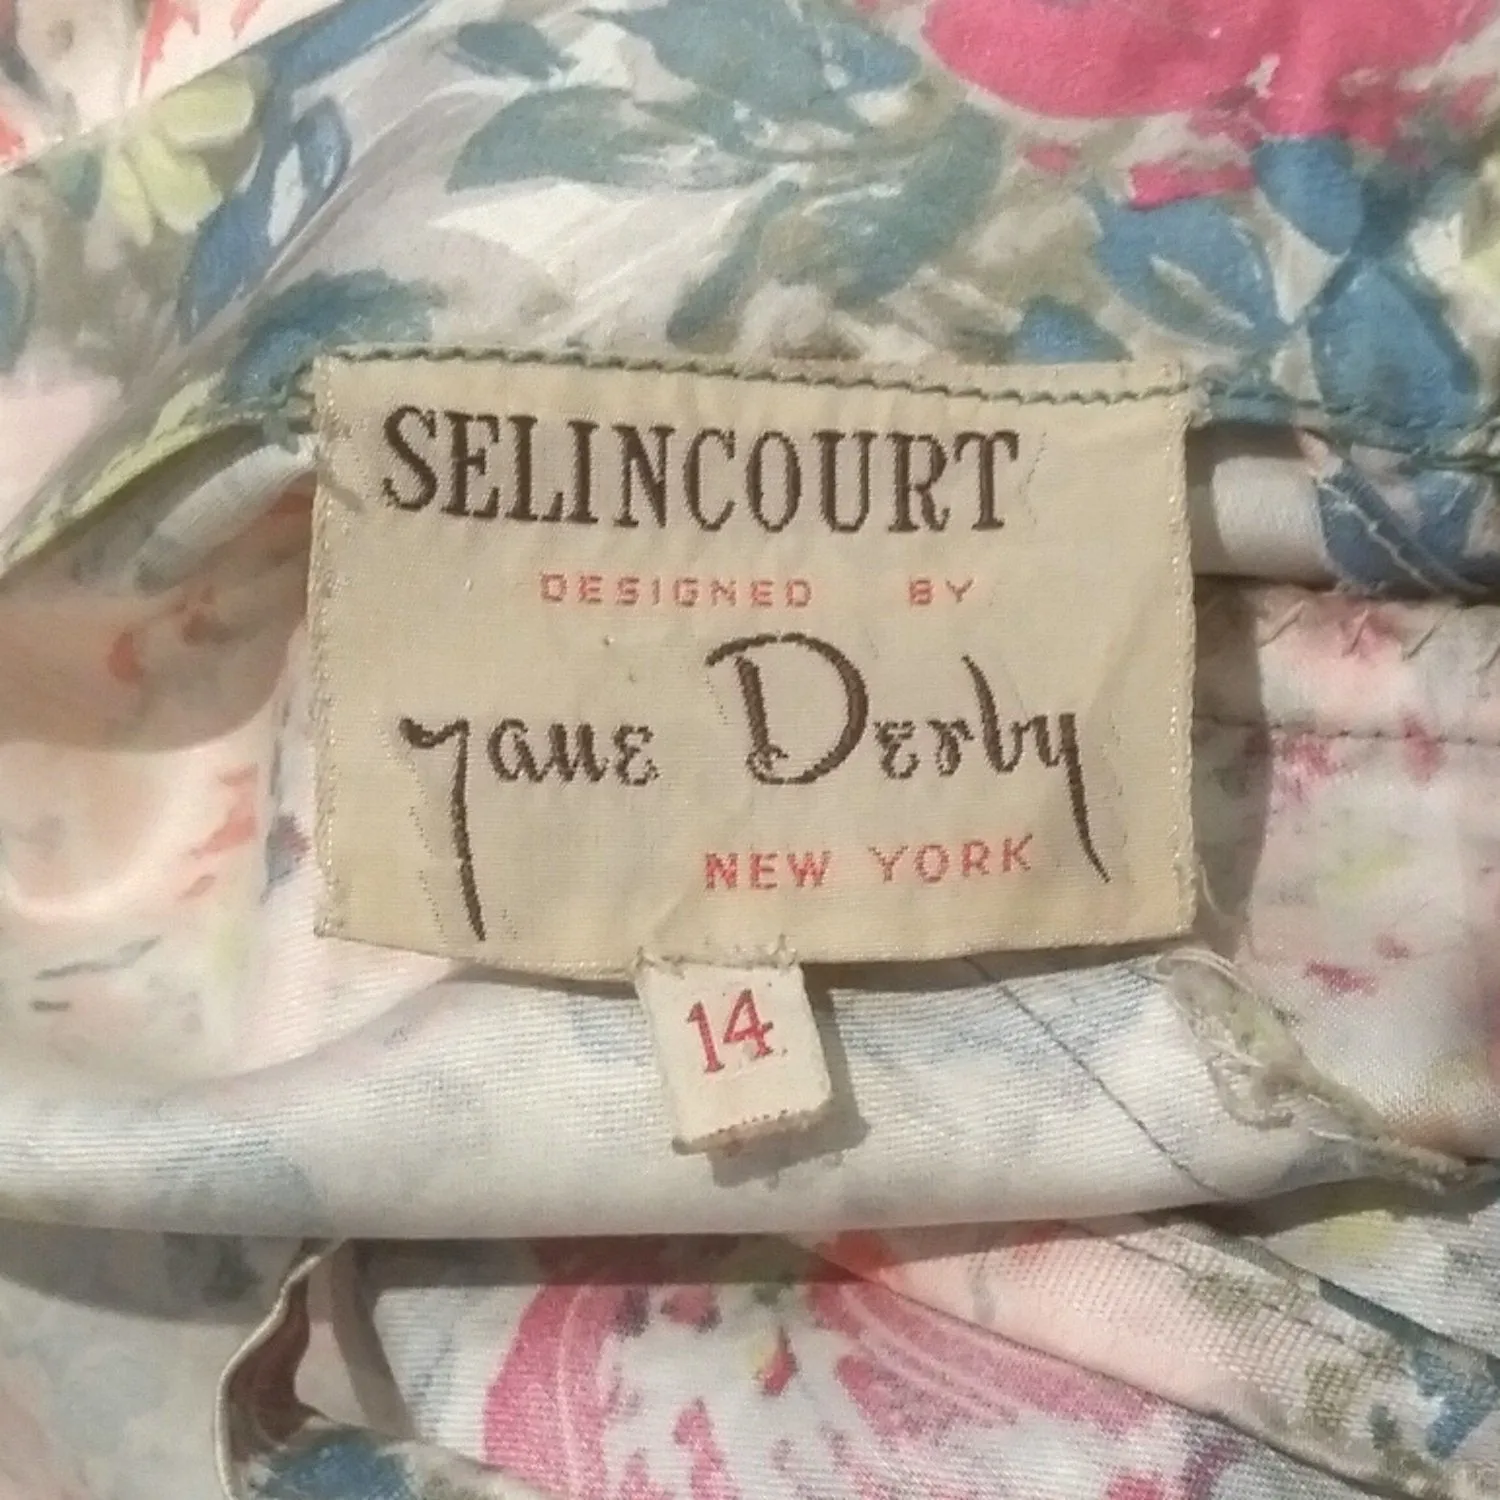 SELINCOURT
DESIGNED BY
Jane Derby
NEW YORK
14